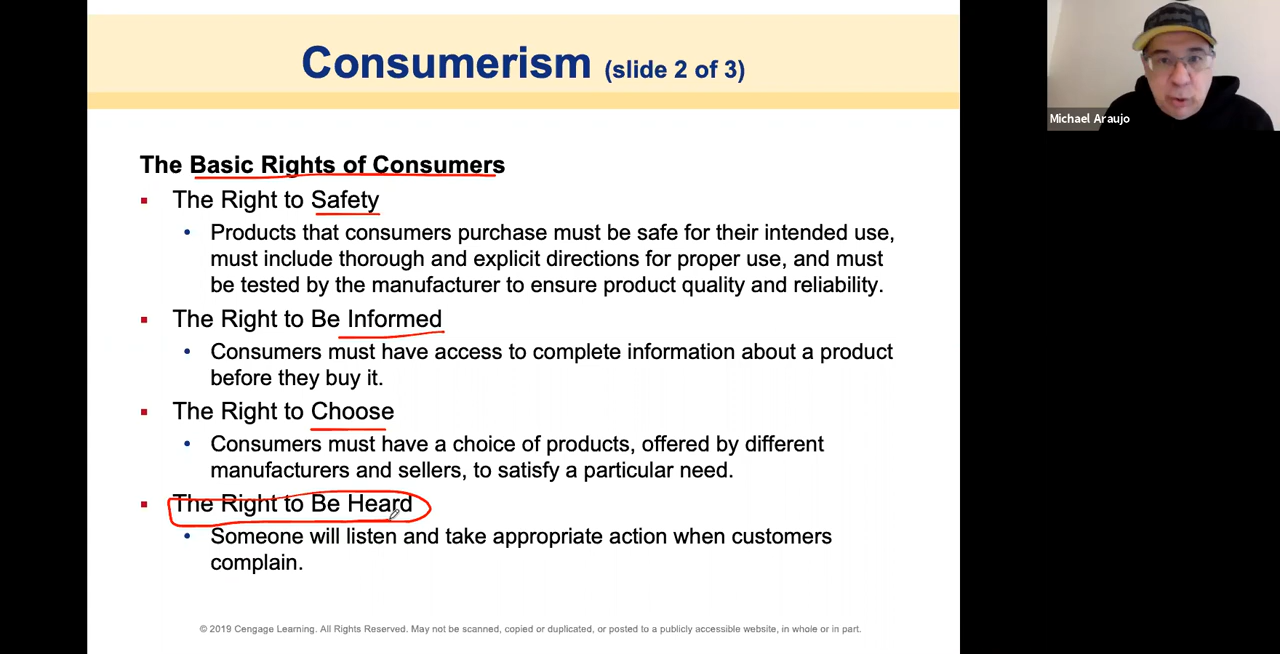 Consumerism (slide 2 of 3)
Michael Araujo
The Basic Rights of Consumers
▪ The Right to Safety
• Products that consumers purchase must be safe for their intended use,
must include thorough and explicit directions for proper use, and must
be tested by the manufacturer to ensure product quality and reliability.
▪ The Right to Be Informed
• Consumers must have access to complete information about a product
before they buy it.
▪ The Right to Choose
• Consumers must have a choice of products, offered by different
manufacturers and sellers, to satisfy a particular need.
▪ The Right to Be Heard
• Someone will listen and take appropriate action when customers
complain.
© 2019 Cengage Learning. All Rights Reserved. May not be scanned, copied or duplicated, or posted to a publicly accessible website, in whole or in part.